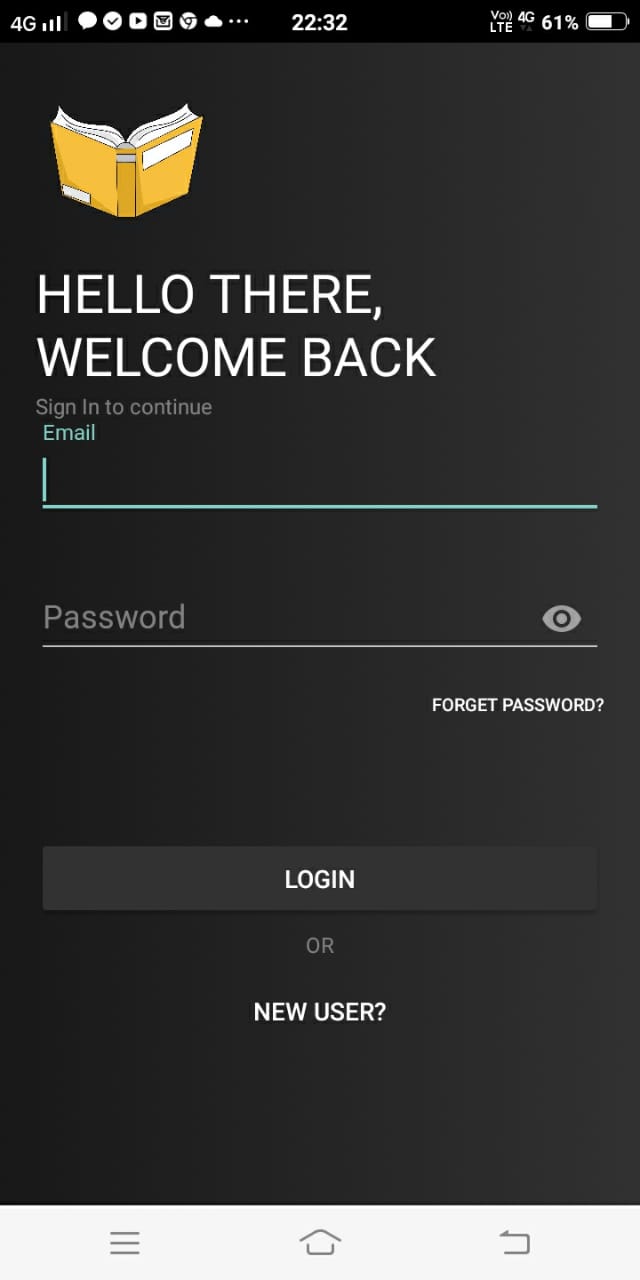 4G 22:32 Vo) LTE 4G 61%
HELLO THERE,
WELCOME BACK
Sign In to continue
Email
Password
FORGET PASSWORD?
LOGIN
OR
NEW USER?